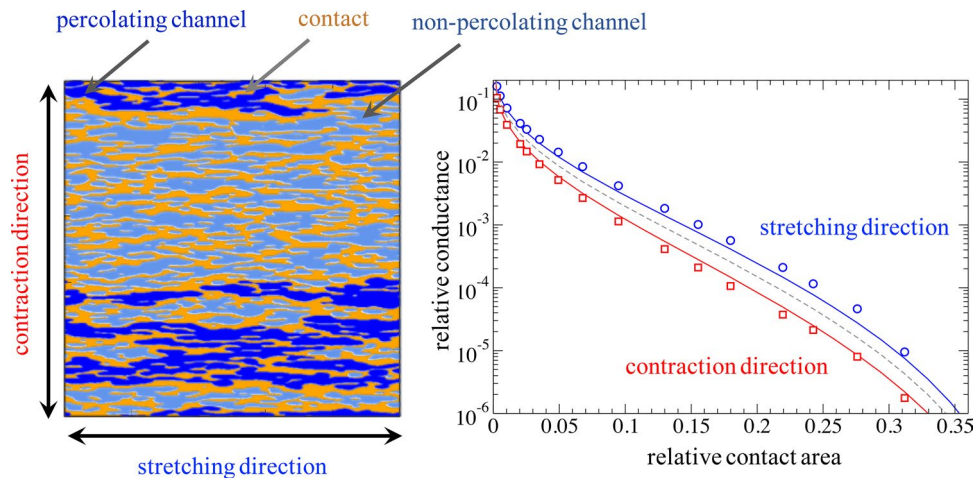 percolating channel
contact
non-percolating channel
contraction direction
stretching direction
relative conductance
10⁻¹
10⁻²
10⁻³
10⁻⁴
10⁻⁵
10⁻⁶
stretching direction
contraction direction
0 0.05 0.1 0.15 0.2 0.25 0.3 0.35
relative contact area